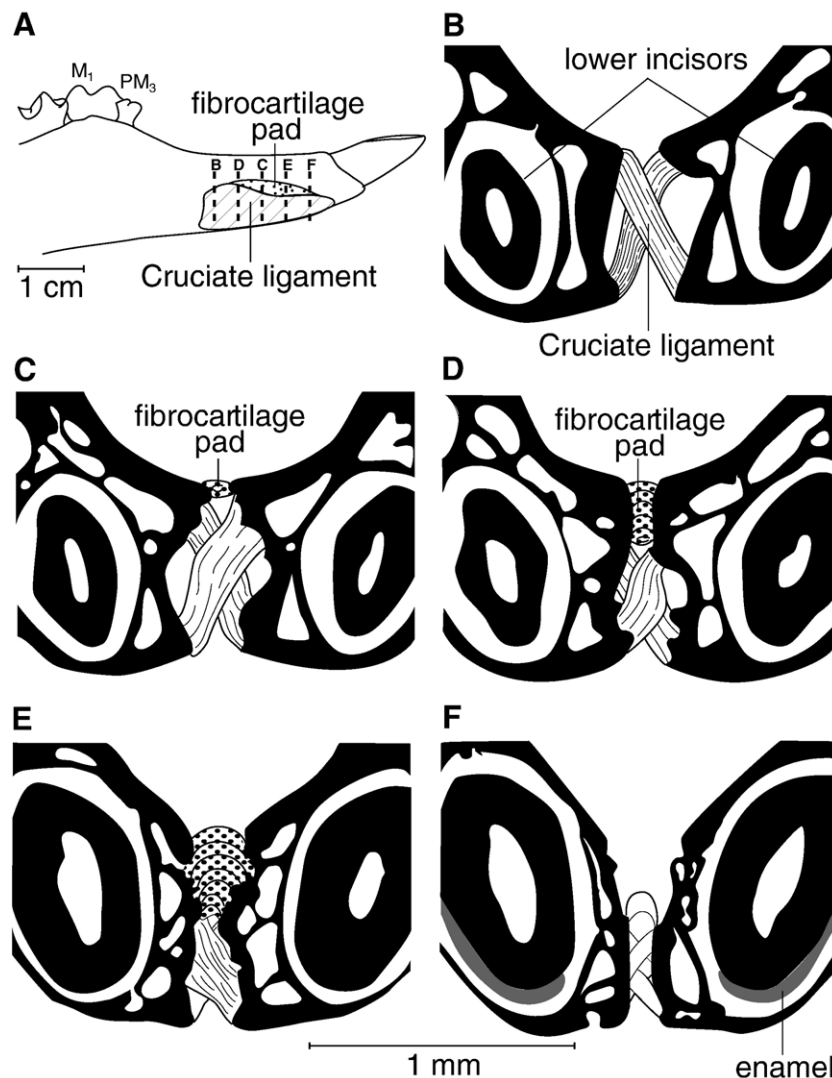 A
M₁
PM₃
fibrocartilage
pad
B D C E F
Cruciate ligament
1 cm
B
lower incisors
Cruciate ligament
C
fibrocartilage
pad
D
fibrocartilage
pad
E
F
1 mm
enamel